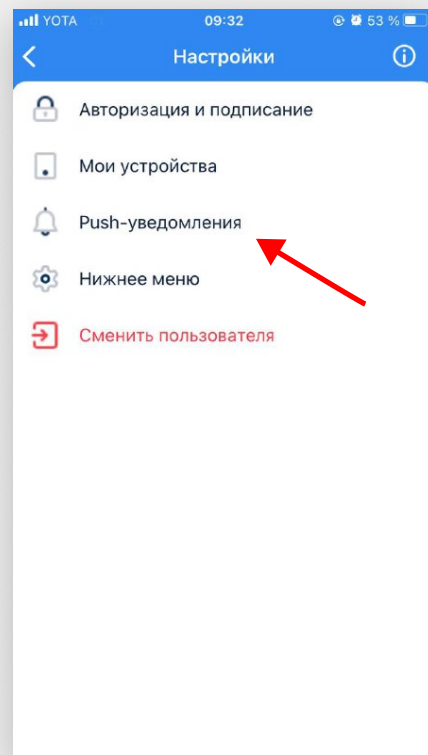 YOTA 09:32 53 %
Настройки
Авторизация и подписание
Мои устройства
Push-уведомления
Нижнее меню
Сменить пользователя